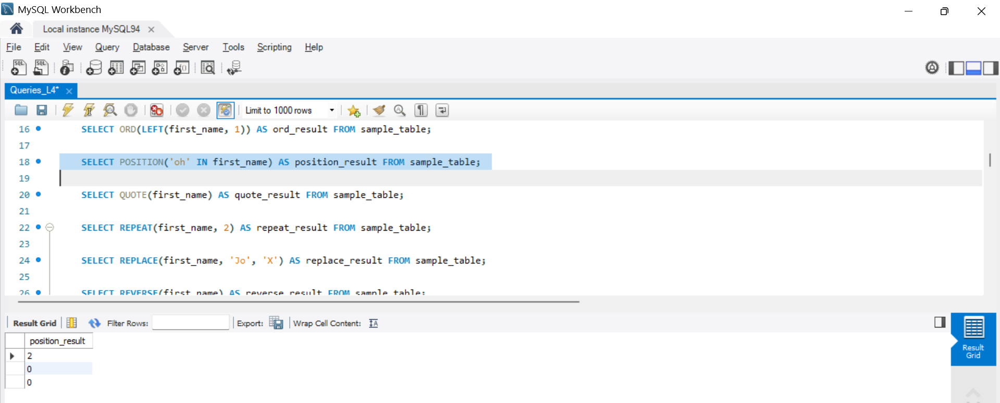 MySQL Workbench
Local instance MySQL94
File Edit View Query Database Server Tools Scripting Help
SQL SQL
Queries_L4*
Limit to 1000 rows
16 SELECT ORD(LEFT(first_name, 1)) AS ord_result FROM sample_table;
17
18 SELECT POSITION('oh' IN first_name) AS position_result FROM sample_table;
19
20 SELECT QUOTE(first_name) AS quote_result FROM sample_table;
21
22 SELECT REPEAT(first_name, 2) AS repeat_result FROM sample_table;
23
24 SELECT REPLACE(first_name, 'Jo', 'X') AS replace_result FROM sample_table;
25
26 SELECT REVERSE(first_name) AS reverse_result FROM sample_table;
Result Grid Filter Rows: Export: Wrap Cell Content: IA
position_result
2
0
0
Result
Grid